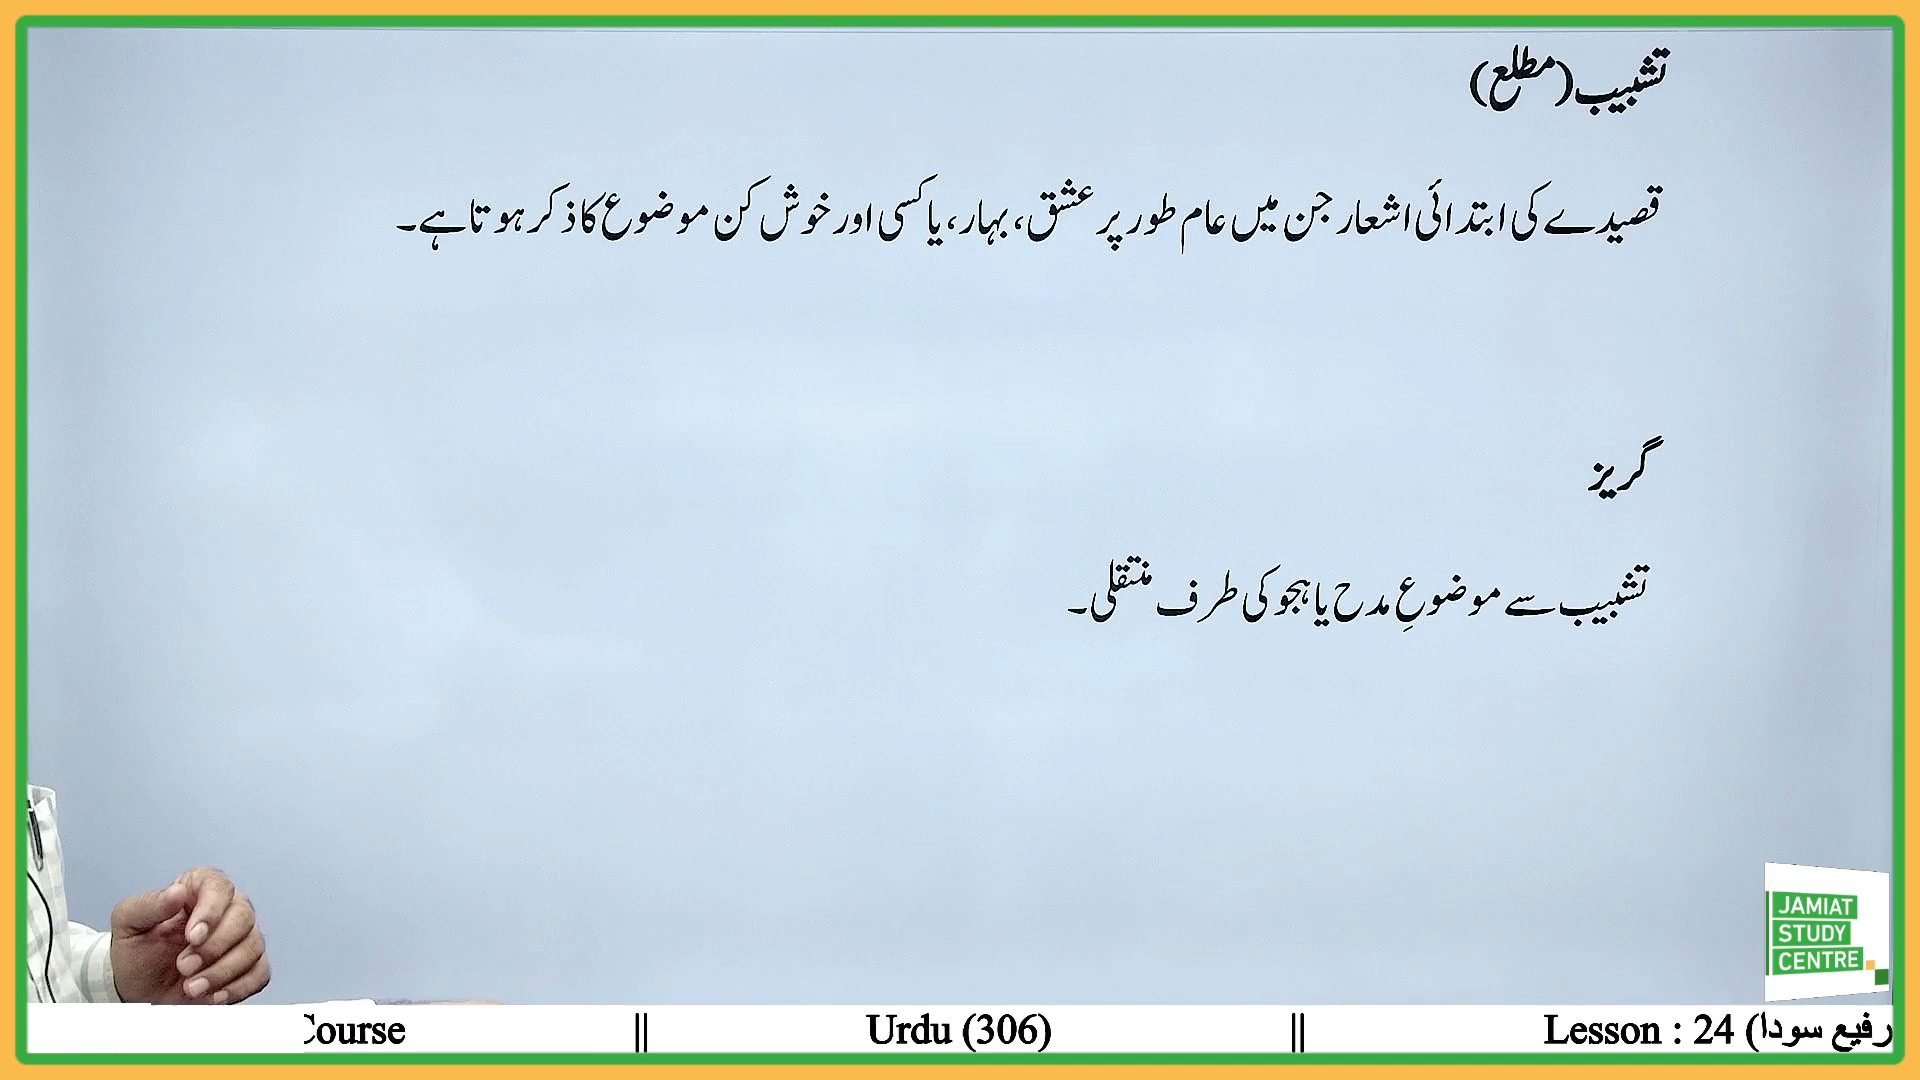 تشبیب (مطلع)
قصیدے کی ابتدائی اشعار جن میں عام طور پر عشق، بہار، یا کسی اور خوش کن موضوع کا ذکر ہوتا ہے۔
گریز
تشبیب سے موضوعِ مدح یا ہجو کی طرف منتقلی۔
JAMIAT
STUDY
CENTRE
Course || Urdu (306) || Lesson : 24 (رفیع سودا